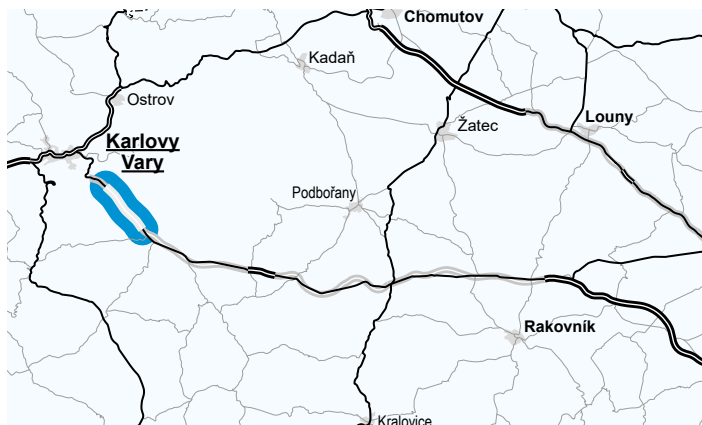 Chomutov
Kadaň
Ostrov
Louny
Žatec
Karlovy
Vary
Podbořany
Rakovník
Kralovice